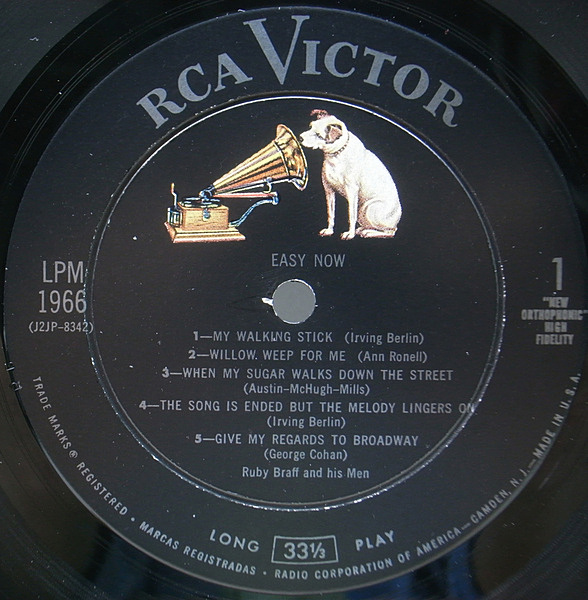 RCA VICTOR
EASY NOW
LPM
1966
(J2JP-8342)
1
"NEW
ORTHOPHONIC"
HIGH
FIDELITY
1—MY WALKING STICK (Irving Berlin)
2—WILLOW WEEP FOR ME (Ann Ronell)
3—WHEN MY SUGAR WALKS DOWN THE STREET
(Austin-McHugh-Mills)
4—THE SONG IS ENDED BUT THE MELODY LINGERS ON
(Irving Berlin)
5—GIVE MY REGARDS TO BROADWAY
(George Cohan)
Ruby Braff and his Men
LONG 33⅓ PLAY
TRADE MARKS ® REGISTERED • MARCAS REGISTRADAS • RADIO CORPORATION OF AMERICA—CAMDEN, N.J.—MADE IN U.S.A.